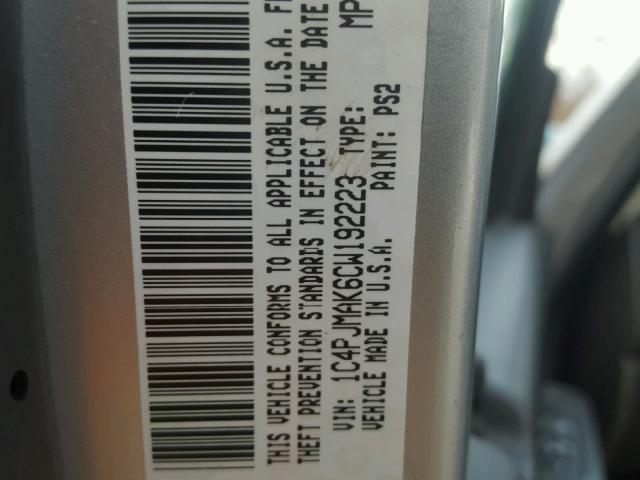 THIS VEHICLE CONFORMS TO ALL APPLICABLE U.S.A.
THEFT PREVENTION STANDARDS IN EFFECT ON THE DATE
VIN: 1C4PJMAK6CW192223 TYPE: MP
VEHICLE MADE IN U.S.A. PAINT: PS2